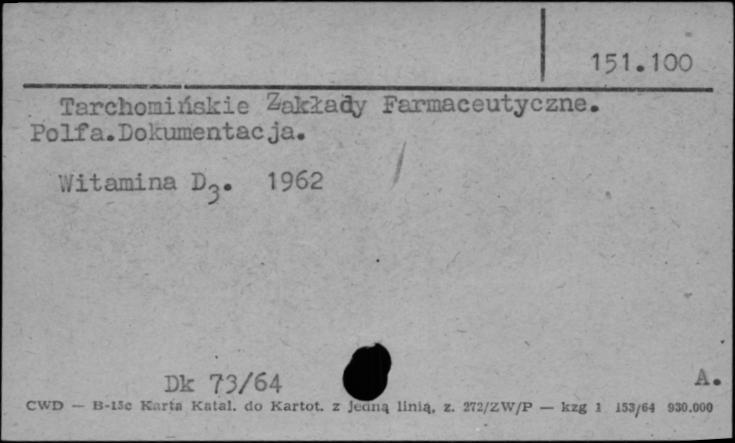 151.100
Tarchomińskie Zakłady Farmaceutyczne.
Polfa.Dokumentacja.
Witamina D3. 1962
Dk 73/64
A.
CWD — B-15c Karta Katal. do Kartot. z jedną linią, z. 272/ZW/P — kzg 1 153/64 930.000